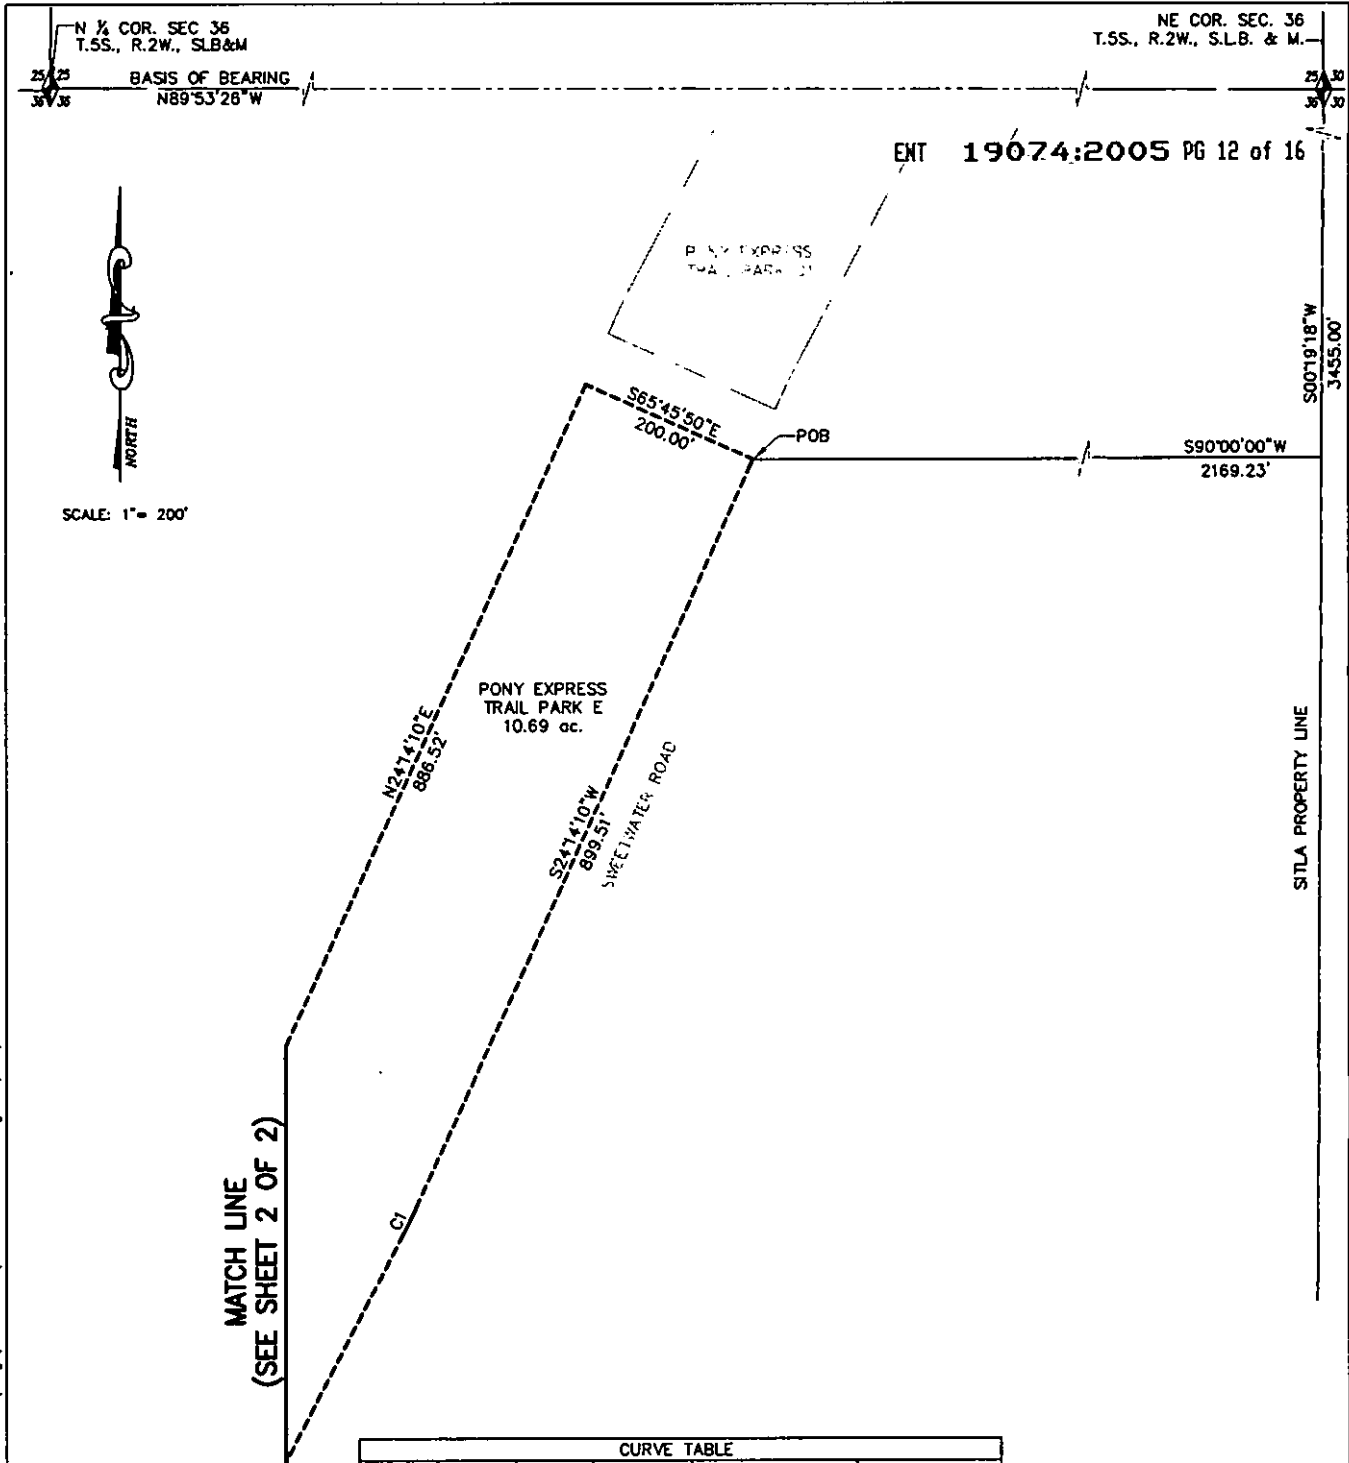 N ¼ COR. SEC 36
T.5S., R.2W., SLB&M
NE COR. SEC. 36
T.5S., R.2W., S.L.B. & M.
25 25
36 36
BASIS OF BEARING
N89°53'26"W
25 30
36 30
ENT 19074:2005 PG 12 of 16
TRAIL PARK
S00°19'18"W
3455.00'
NORTH
SCALE: 1"= 200'
S65°45'50"E
200.00'
POB
S90°00'00"W
2169.23'
PONY EXPRESS
TRAIL PARK E
10.69 ac.
N24°14'10"E
886.52'
S24°14'10"W
899.51'
SWEETWATER ROAD
SITLA PROPERTY LINE
MATCH LINE
(SEE SHEET 2 OF 2)
C1
CURVE TABLE